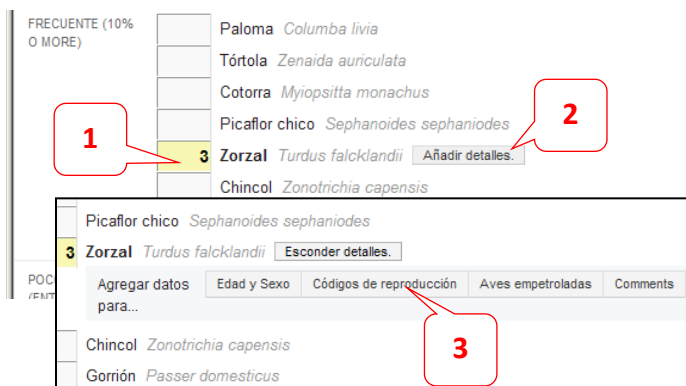 FRECUENTE (10%
O MORE)
Paloma Columba livia
Tórtola Zenaida auriculata
Cotorra Myiopsitta monachus
Picaflor chico Sephanoides sephaniodes
3 Zorzal Turdus falcklandii Añadir detalles.
Chincol Zonotrichia capensis
1
2
Picaflor chico Sephanoides sephaniodes
3 Zorzal Turdus falcklandii Esconder detalles.
Agregar datos
para...
Edad y Sexo Códigos de reproducción Aves empetroladas Comments
Chincol Zonotrichia capensis
Gorrión Passer domesticus
3
POC